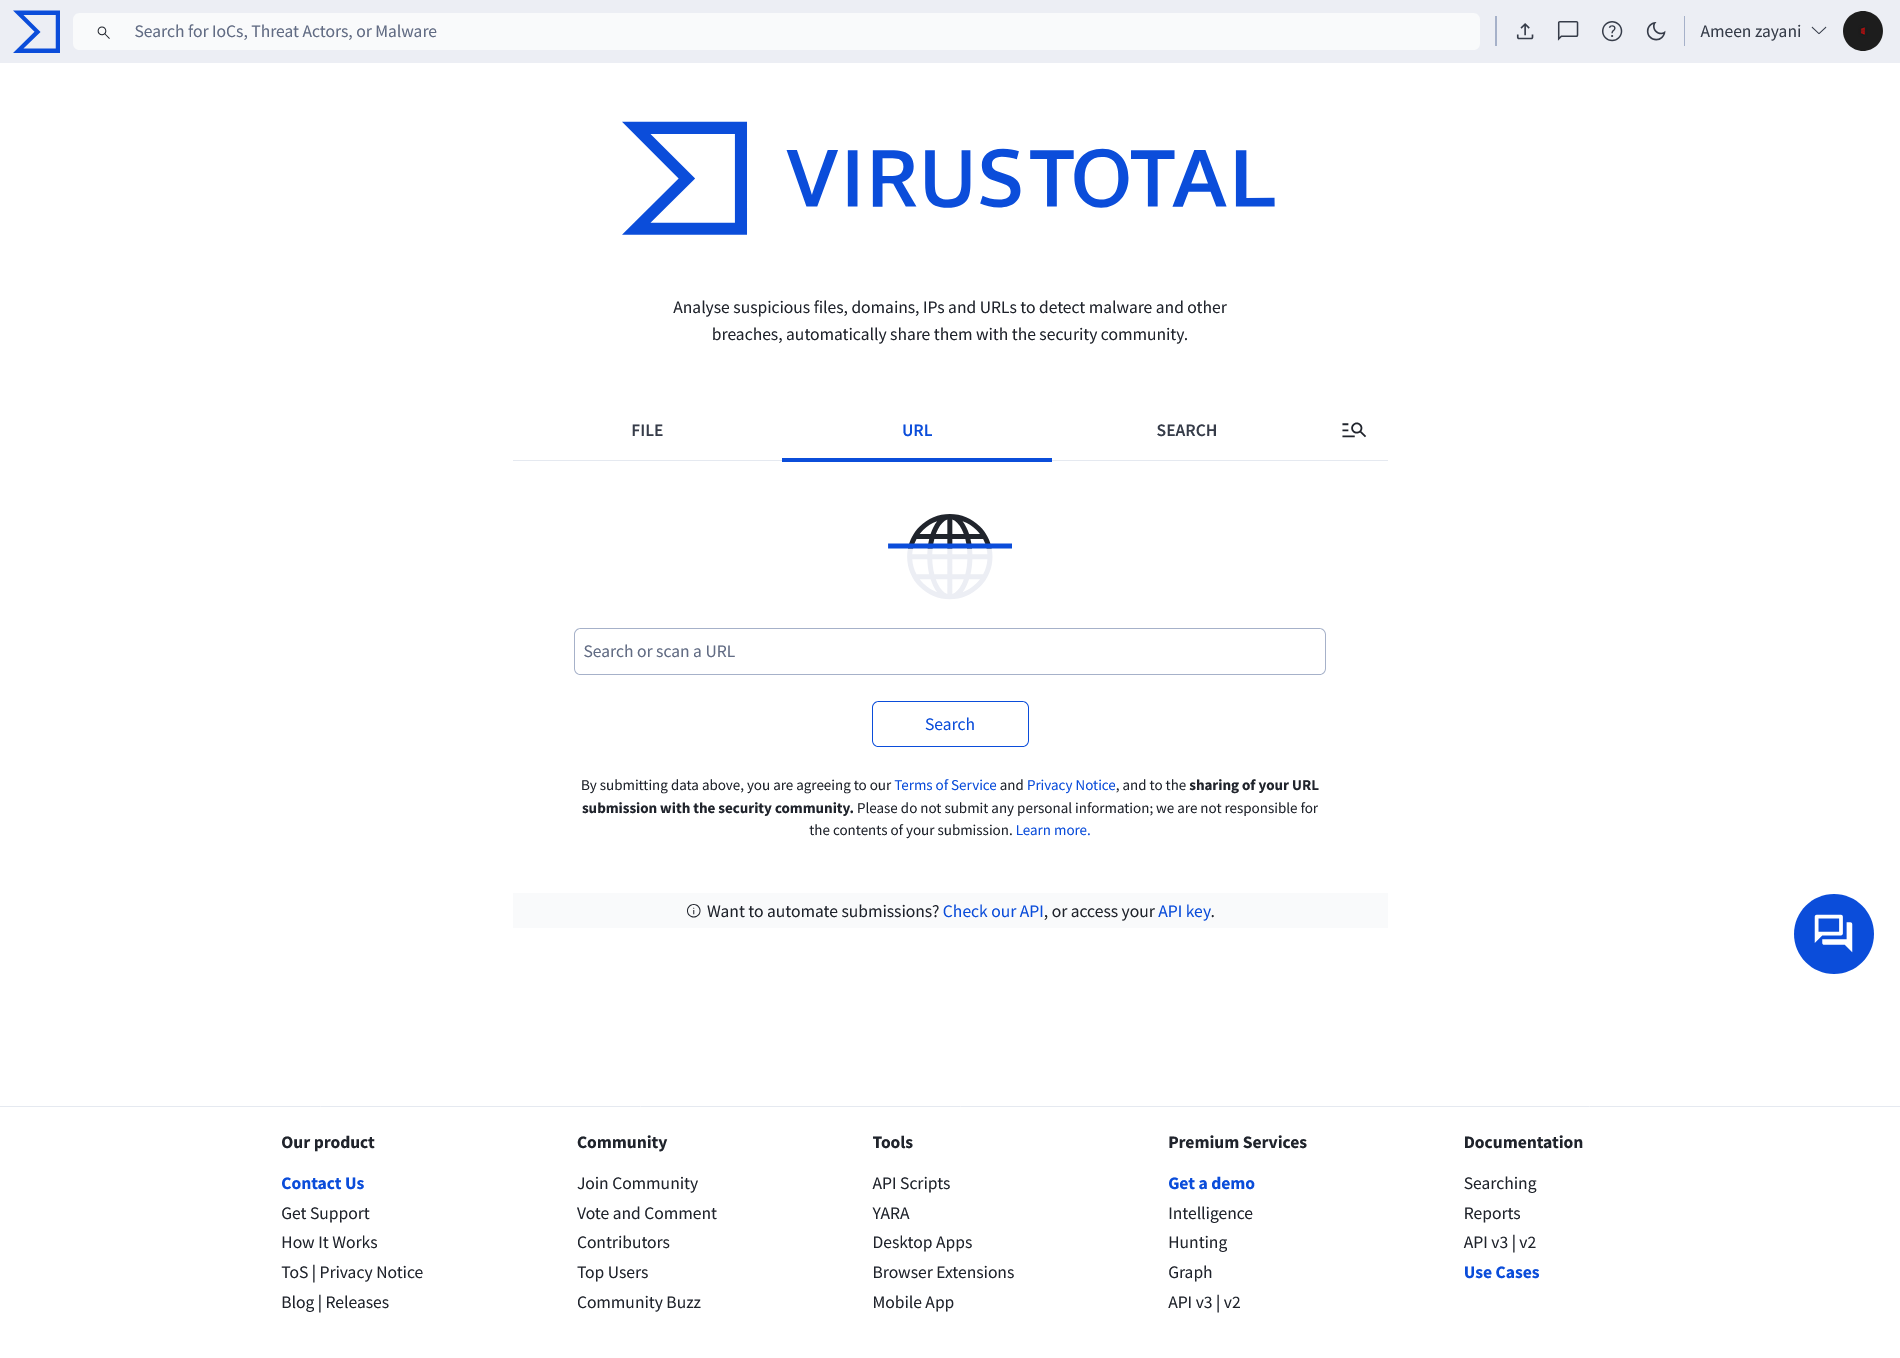 Search for IoCs, Threat Actors, or Malware
Ameen zayani
VIRUSTOTAL
Analyse suspicious files, domains, IPs and URLs to detect malware and other
breaches, automatically share them with the security community.
FILE
URL
SEARCH
Search or scan a URL
Search
By submitting data above, you are agreeing to our Terms of Service and Privacy Notice, and to the sharing of your URL
submission with the security community. Please do not submit any personal information; we are not responsible for
the contents of your submission. Learn more.
Want to automate submissions? Check our API, or access your API key.
Our product
Contact Us
Get Support
How It Works
ToS | Privacy Notice
Blog | Releases
Community
Join Community
Vote and Comment
Contributors
Top Users
Community Buzz
Tools
API Scripts
YARA
Desktop Apps
Browser Extensions
Mobile App
Premium Services
Get a demo
Intelligence
Hunting
Graph
API v3 | v2
Documentation
Searching
Reports
API v3 | v2
Use Cases